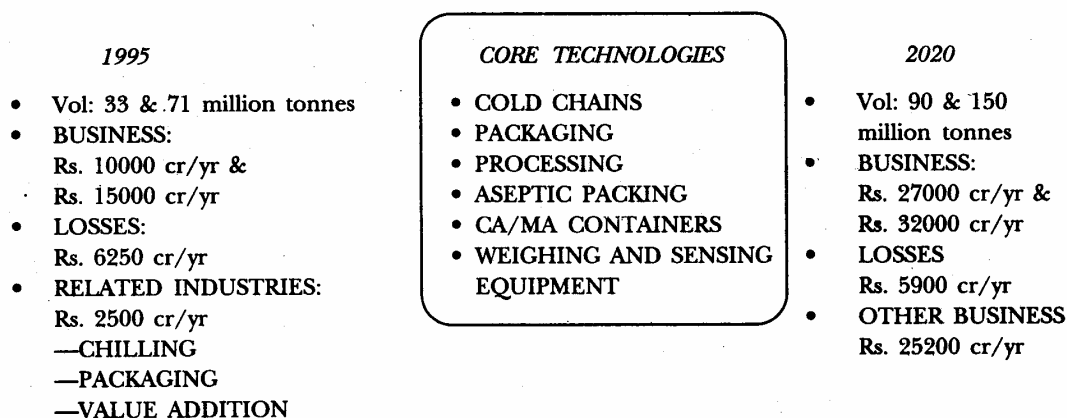 1995
• Vol: 33 & 71 million tonnes
• BUSINESS:
Rs. 10000 cr/yr &
Rs. 15000 cr/yr
• LOSSES:
Rs. 6250 cr/yr
• RELATED INDUSTRIES:
Rs. 2500 cr/yr
—CHILLING
—PACKAGING
—VALUE ADDITION
CORE TECHNOLOGIES
• COLD CHAINS
• PACKAGING
• PROCESSING
• ASEPTIC PACKING
• CA/MA CONTAINERS
• WEIGHING AND SENSING
EQUIPMENT
2020
• Vol: 90 & 150
million tonnes
• BUSINESS:
Rs. 27000 cr/yr &
Rs. 32000 cr/yr
• LOSSES
Rs. 5900 cr/yr
• OTHER BUSINESS
Rs. 25200 cr/yr